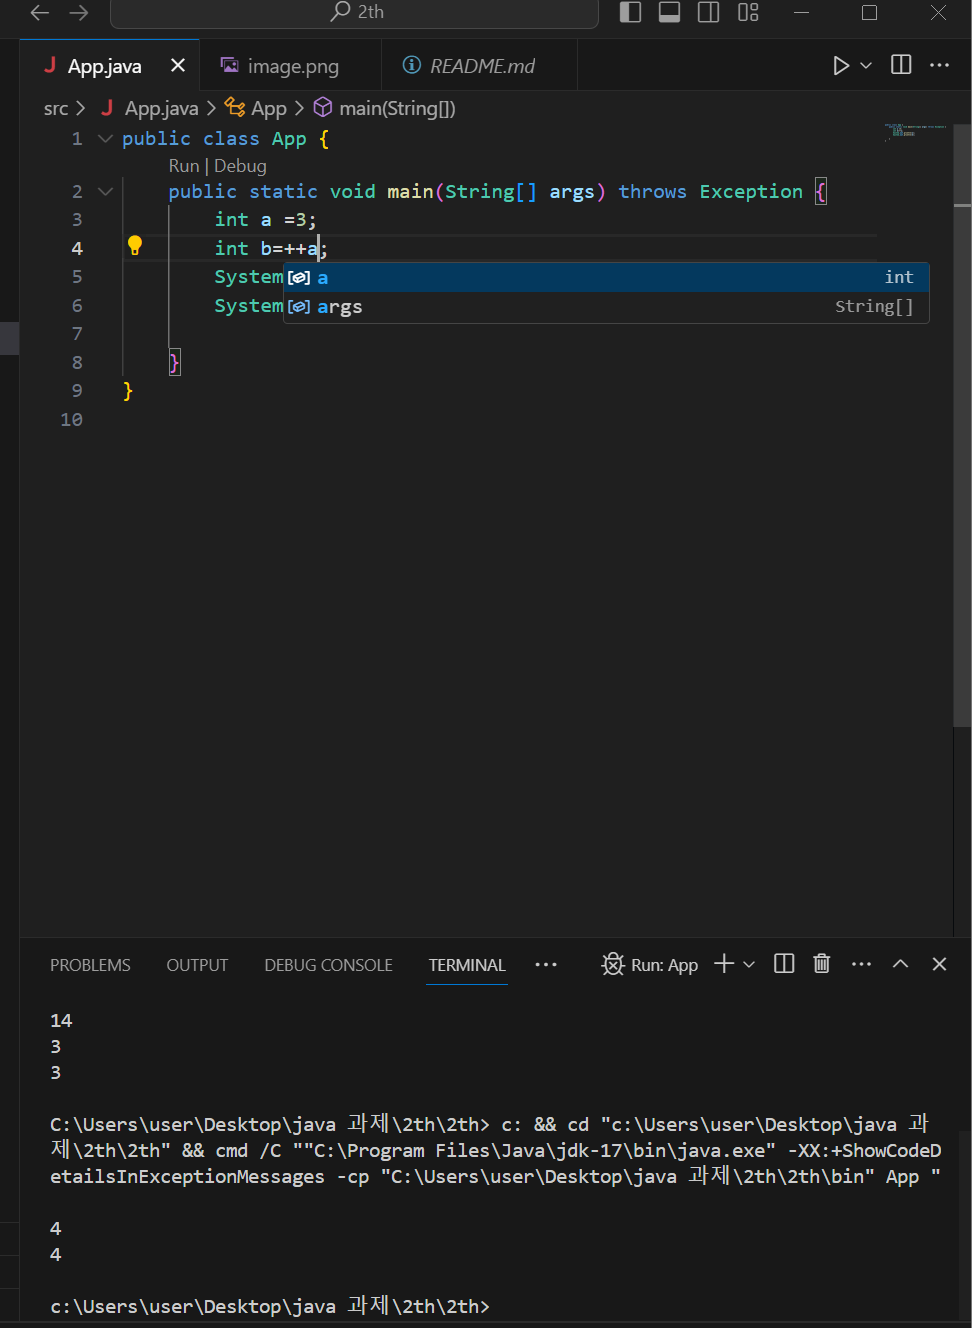 2th
App.java
image.png
README.md
src > App.java > App > main(String[])
1 public class App {
Run | Debug
2 public static void main(String[] args) throws Exception {
3 int a =3;
4 int b=++a;
5 System
a int
6 System
args String[]
7
8 }
9 }
10
PROBLEMS OUTPUT DEBUG CONSOLE TERMINAL ... Run: App
14
3
3
C:\Users\user\Desktop\java 과제\2th\2th> c: && cd "c:\Users\user\Desktop\java 과
제\2th\2th" && cmd /C ""C:\Program Files\Java\jdk-17\bin\java.exe" -XX:+ShowCodeD
etailsInExceptionMessages -cp "C:\Users\user\Desktop\java 과제\2th\2th\bin" App "
4
4
c:\Users\user\Desktop\java 과제\2th\2th>